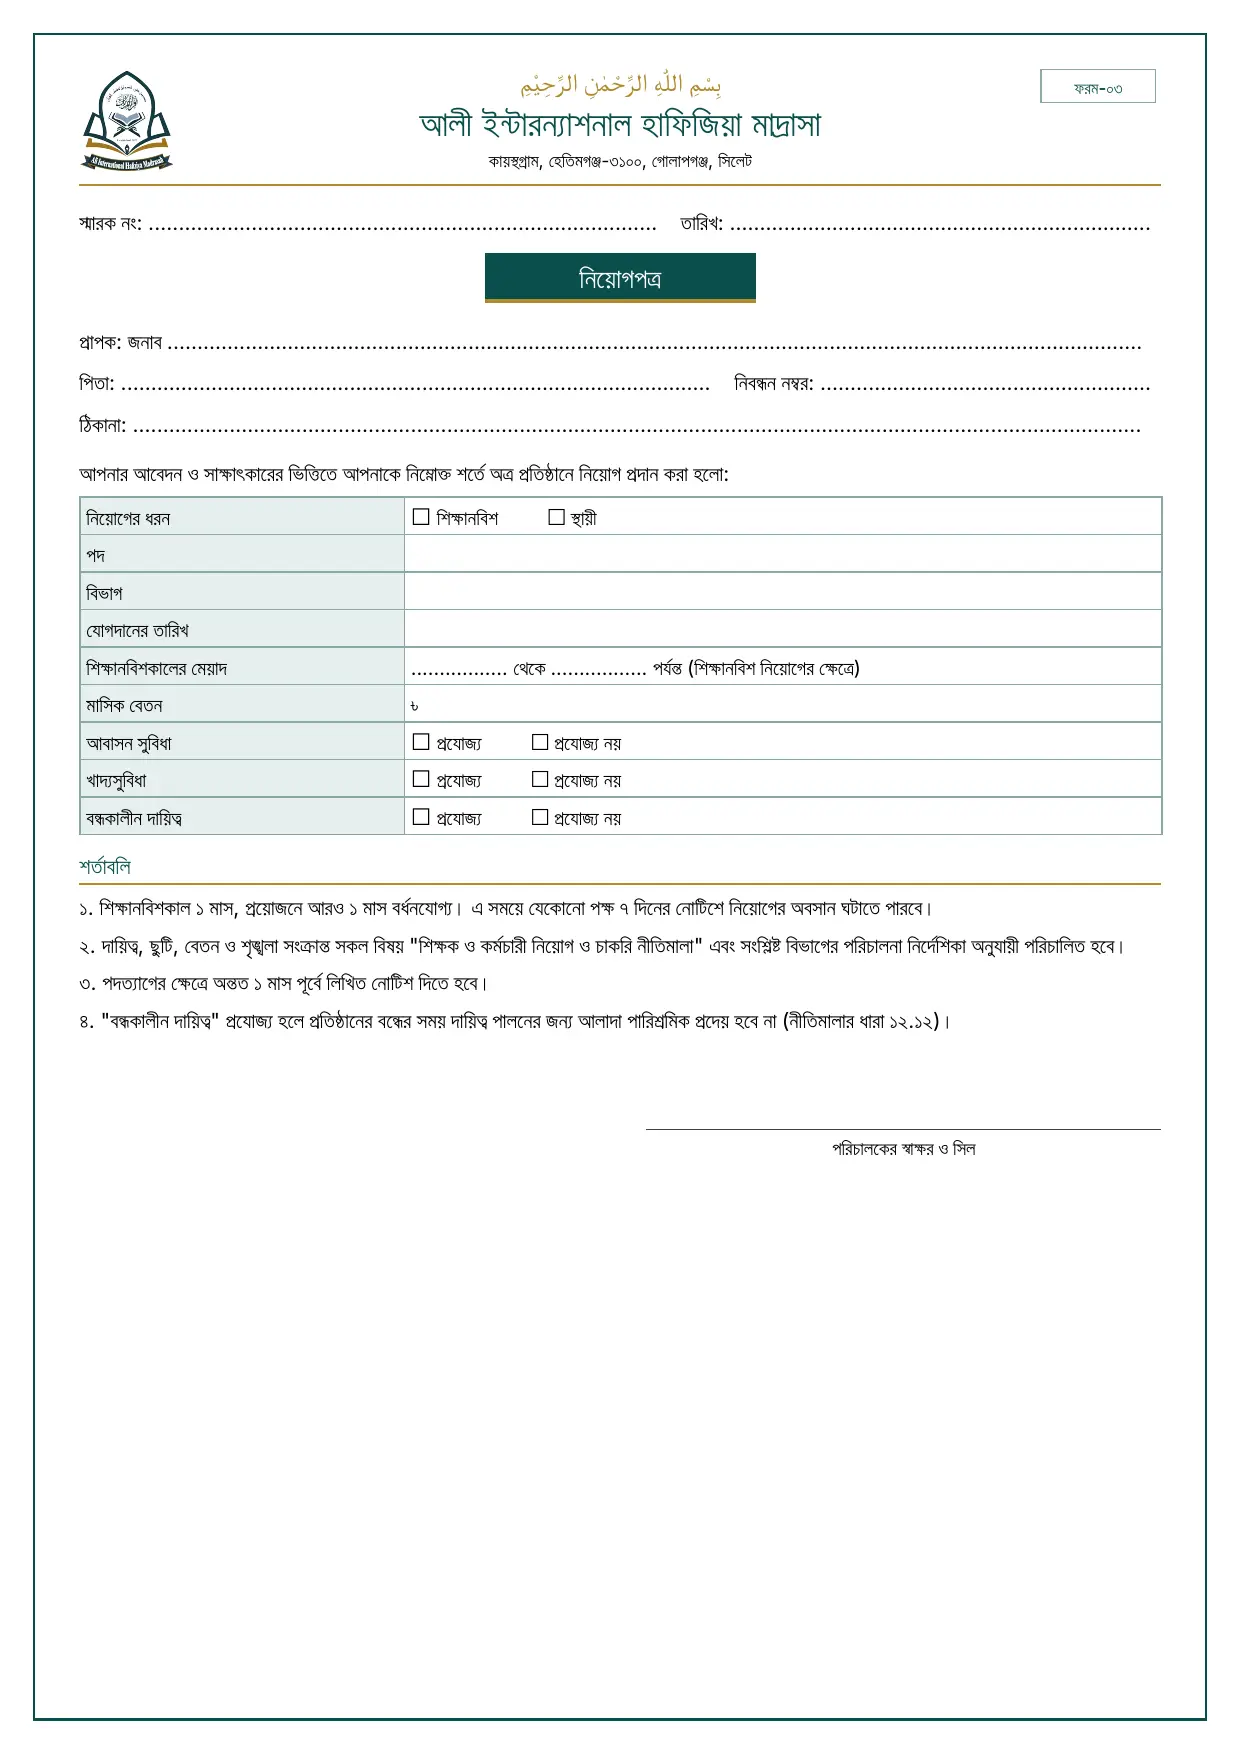 بِسْمِ اللّٰهِ الرَّحْمٰنِ الرَّحِيْمِ
ফরম-০৩
আলী ইন্টারন্যাশনাল হাফিজিয়া মাদ্রাসা
কায়স্থগ্রাম, হেতিমগঞ্জ-৩১০০, গোলাপগঞ্জ, সিলেট
Ali International Hafiziya Madrasah
স্মারক নং: ..................................................................................... তারিখ: ......................................................................
নিয়োগপত্র
প্রাপক: জনাব ..................................................................................................................................................................
পিতা: .................................................................................................. নিবন্ধন নম্বর: .......................................................
ঠিকানা: ........................................................................................................................................................................
আপনার আবেদন ও সাক্ষাৎকারের ভিত্তিতে আপনাকে নিম্নোক্ত শর্তে অত্র প্রতিষ্ঠানে নিয়োগ প্রদান করা হলো:
নিয়োগের ধরন ☐ শিক্ষানবিশ ☐ স্থায়ী
পদ
বিভাগ
যোগদানের তারিখ
শিক্ষানবিশকালের মেয়াদ ................. থেকে ................. পর্যন্ত (শিক্ষানবিশ নিয়োগের ক্ষেত্রে)
মাসিক বেতন ৳
আবাসন সুবিধা ☐ প্রযোজ্য ☐ প্রযোজ্য নয়
খাদ্যসুবিধা ☐ প্রযোজ্য ☐ প্রযোজ্য নয়
বন্ধকালীন দায়িত্ব ☐ প্রযোজ্য ☐ প্রযোজ্য নয়
শর্তাবলি
১. শিক্ষানবিশকাল ১ মাস, প্রয়োজনে আরও ১ মাস বর্ধনযোগ্য। এ সময়ে যেকোনো পক্ষ ৭ দিনের নোটিশে নিয়োগের অবসান ঘটাতে পারবে।
২. দায়িত্ব, ছুটি, বেতন ও শৃঙ্খলা সংক্রান্ত সকল বিষয় "শিক্ষক ও কর্মচারী নিয়োগ ও চাকরি নীতিমালা" এবং সংশ্লিষ্ট বিভাগের পরিচালনা নির্দেশিকা অনুযায়ী পরিচালিত হবে।
৩. পদত্যাগের ক্ষেত্রে অন্তত ১ মাস পূর্বে লিখিত নোটিশ দিতে হবে।
৪. "বন্ধকালীন দায়িত্ব" প্রযোজ্য হলে প্রতিষ্ঠানের বন্ধের সময় দায়িত্ব পালনের জন্য আলাদা পারিশ্রমিক প্রদেয় হবে না (নীতিমালার ধারা ১২.১২)।
পরিচালকের স্বাক্ষর ও সিল